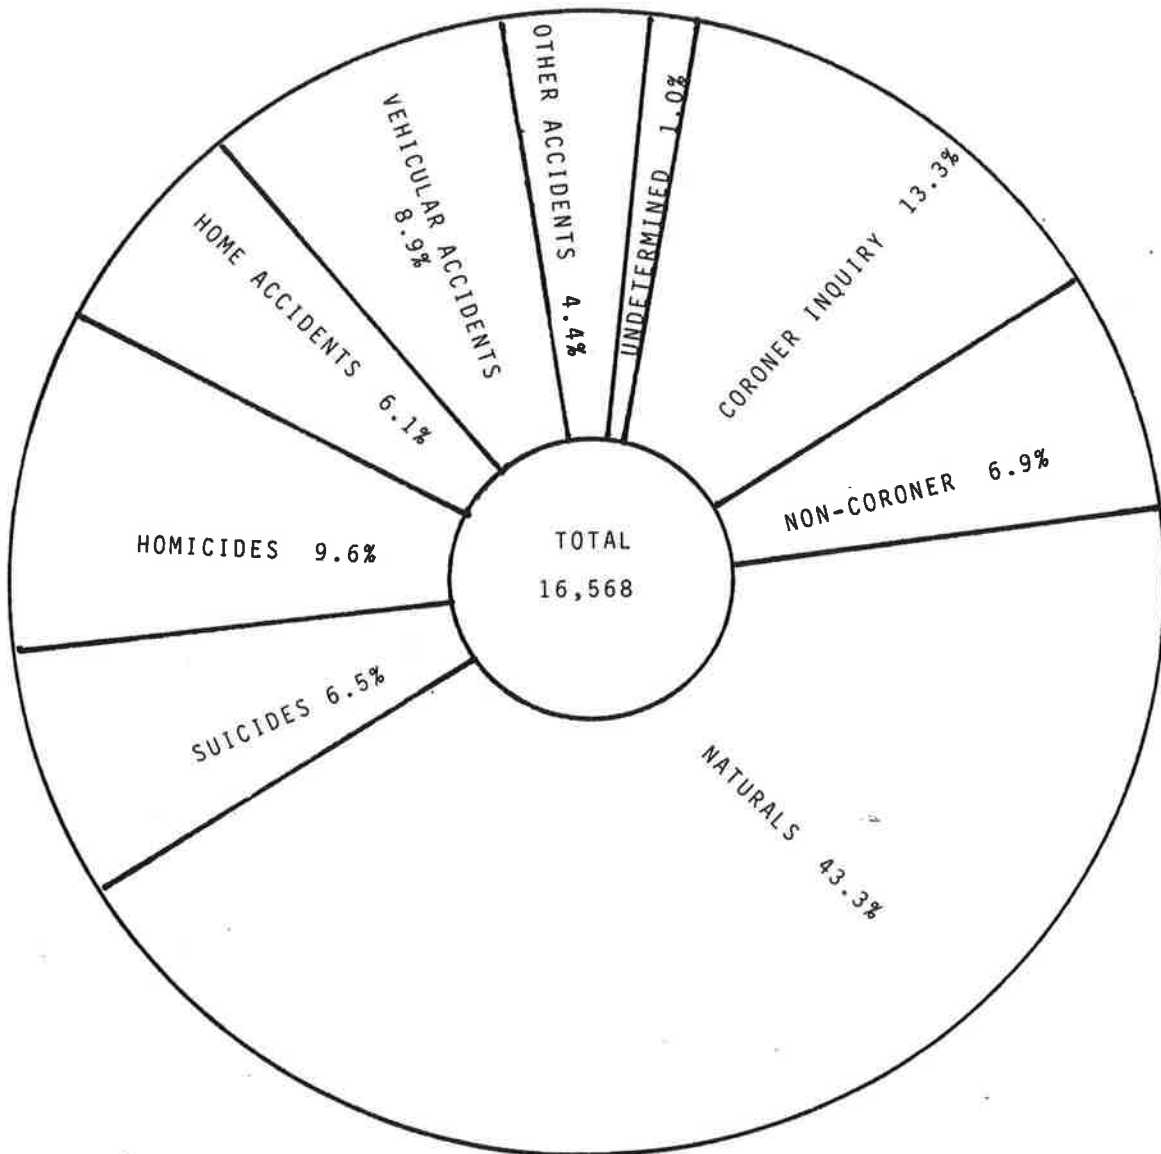 OTHER ACCIDENTS 4.4%
UNDETERMINED 1.0%
VEHICULAR ACCIDENTS
8.9%
CORONER INQUIRY 13.3%
HOME ACCIDENTS 6.1%
NON-CORONER 6.9%
HOMICIDES 9.6%
TOTAL
16,568
SUICIDES 6.5%
NATURALS 43.3%